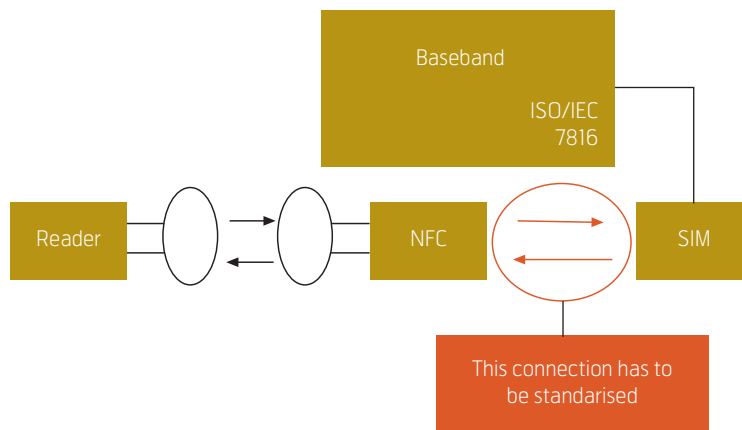 Baseband
ISO/IEC
7816
Reader
NFC
SIM
This connection has to
be standarised